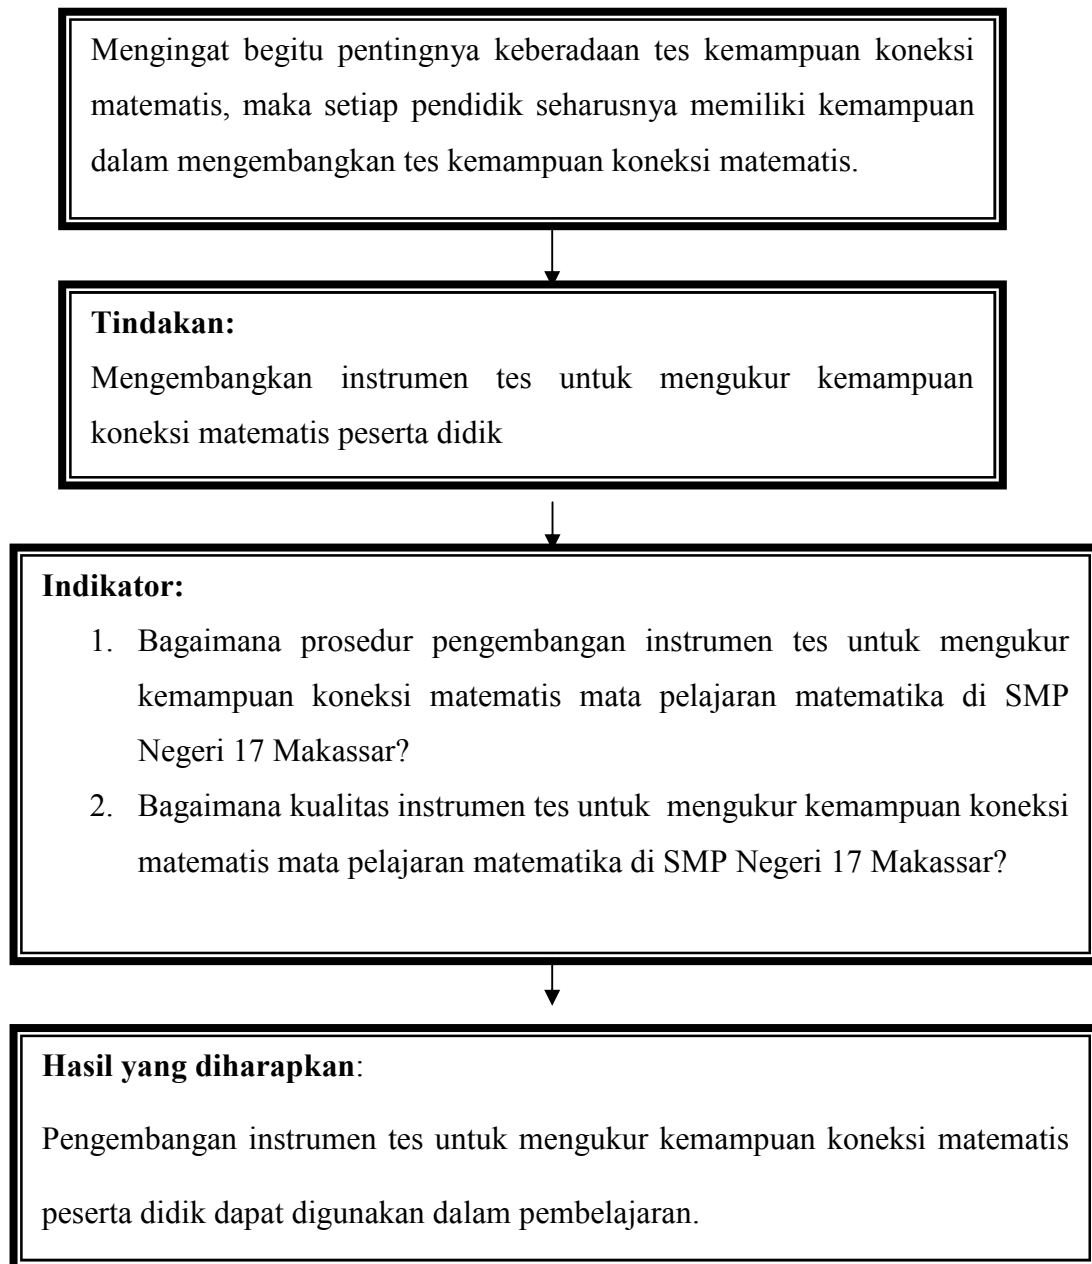 Mengingat begitu pentingnya keberadaan tes kemampuan koneksi
matematis, maka setiap pendidik seharusnya memiliki kemampuan
dalam mengembangkan tes kemampuan koneksi matematis.
Tindakan:
Mengembangkan instrumen tes untuk mengukur kemampuan
koneksi matematis peserta didik
Indikator:
1. Bagaimana prosedur pengembangan instrumen tes untuk mengukur
kemampuan koneksi matematis mata pelajaran matematika di SMP
Negeri 17 Makassar?
2. Bagaimana kualitas instrumen tes untuk mengukur kemampuan koneksi
matematis mata pelajaran matematika di SMP Negeri 17 Makassar?
Hasil yang diharapkan:
Pengembangan instrumen tes untuk mengukur kemampuan koneksi matematis
peserta didik dapat digunakan dalam pembelajaran.